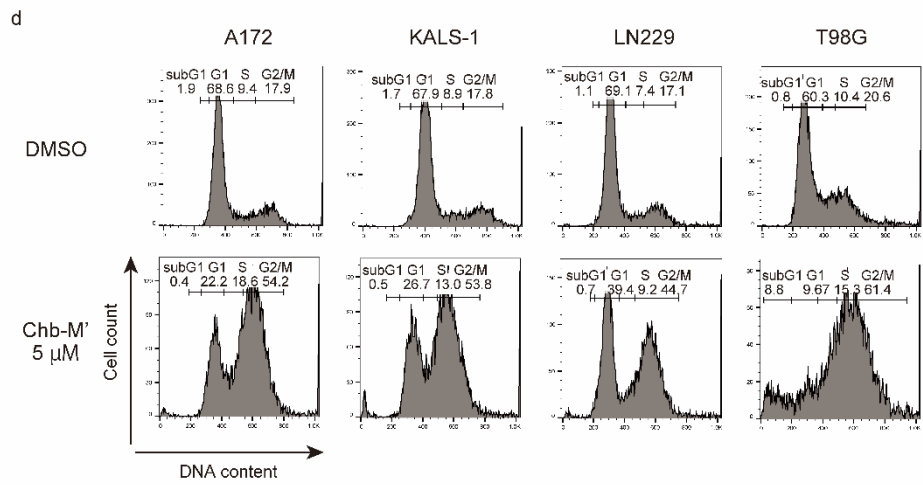 d
A172 KALS-1 LN229 T98G
DMSO
subG1 G1 S G2/M
1.9 68.6 9.4 17.9
subG1 G1 S G2/M
1.7 67.9 8.9 17.8
subG1 G1 S G2/M
1.1 69.1 7.4 17.1
subG1 G1 S G2/M
0.8 60.3 10.4 20.6
Chb-M'
5 μM
subG1 G1 S G2/M
0.4 22.2 18.6 54.2
subG1 G1 S G2/M
0.5 26.7 13.0 53.8
subG1 G1 S G2/M
0.7 39.4 9.2 44.7
subG1 G1 S G2/M
8.8 9.67 15.3 61.4
Cell count
DNA content